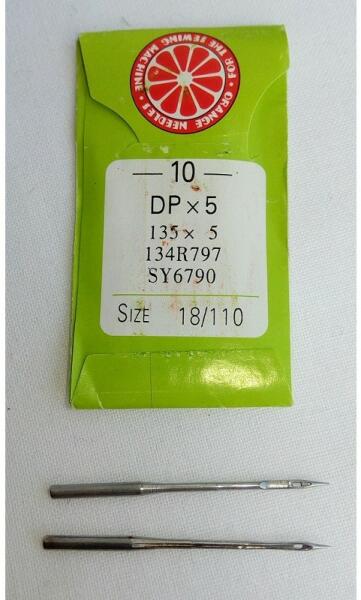 FOR THE SEWING MACHINE
ORANGE NEEDLES
— 10 —
DP × 5
135 × 5
134R797
SY6790
SIZE 18/110